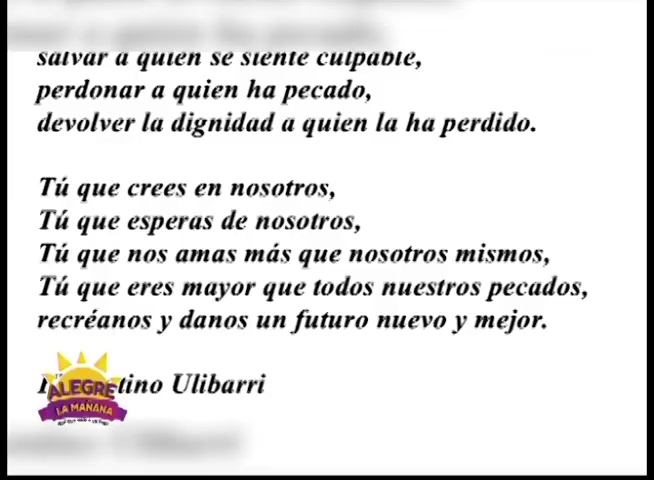 salvar a quien se siente culpable,
perdonar a quien ha pecado,
devolver la dignidad a quien la ha perdido.
Tú que crees en nosotros,
Tú que esperas de nosotros,
Tú que nos amas más que nosotros mismos,
Tú que eres mayor que todos nuestros pecados,
recréanos y danos un futuro nuevo y mejor.
Ulibarri
ALEGRE
LA MAÑANA